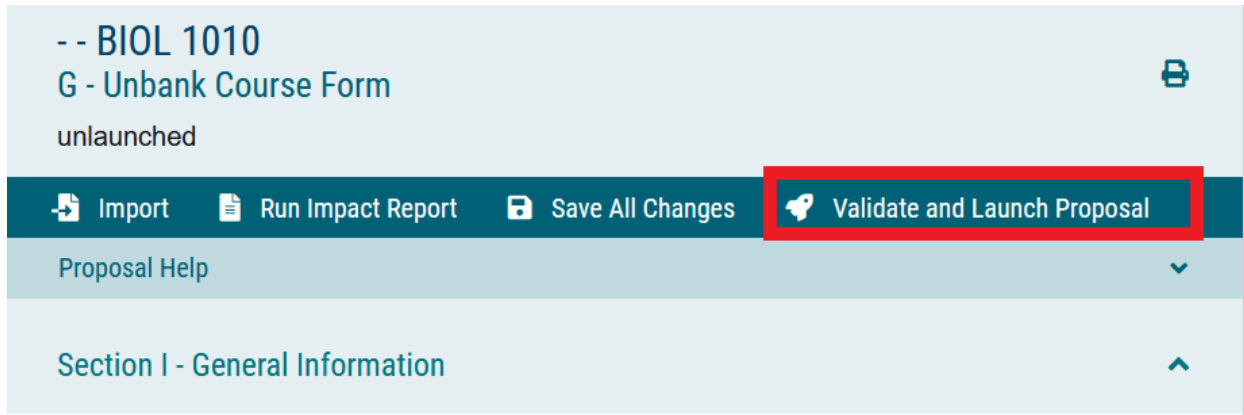 - - BIOL 1010
G - Unbank Course Form
unlaunched
Import Run Impact Report Save All Changes Validate and Launch Proposal
Proposal Help
Section I - General Information